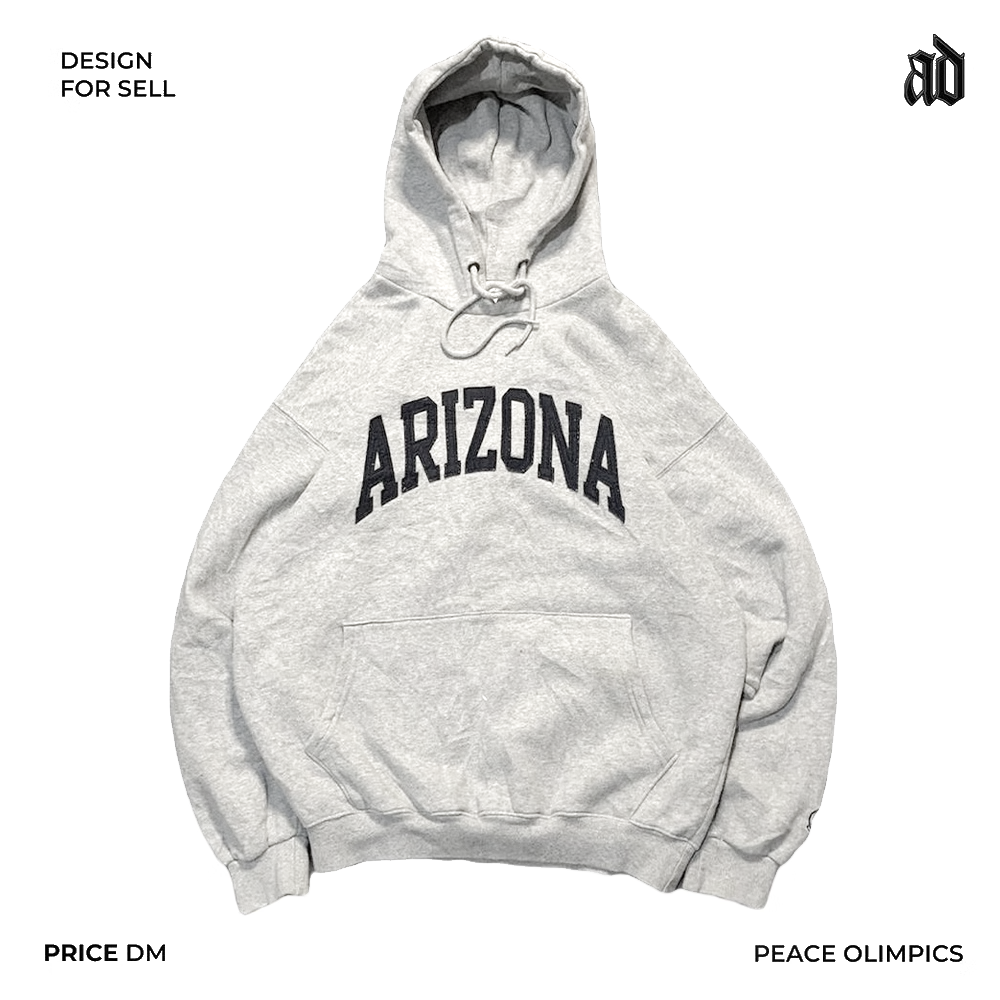 DESIGN
FOR SELL
ad
ARIZONA
PRICE DM
PEACE OLIMPICS